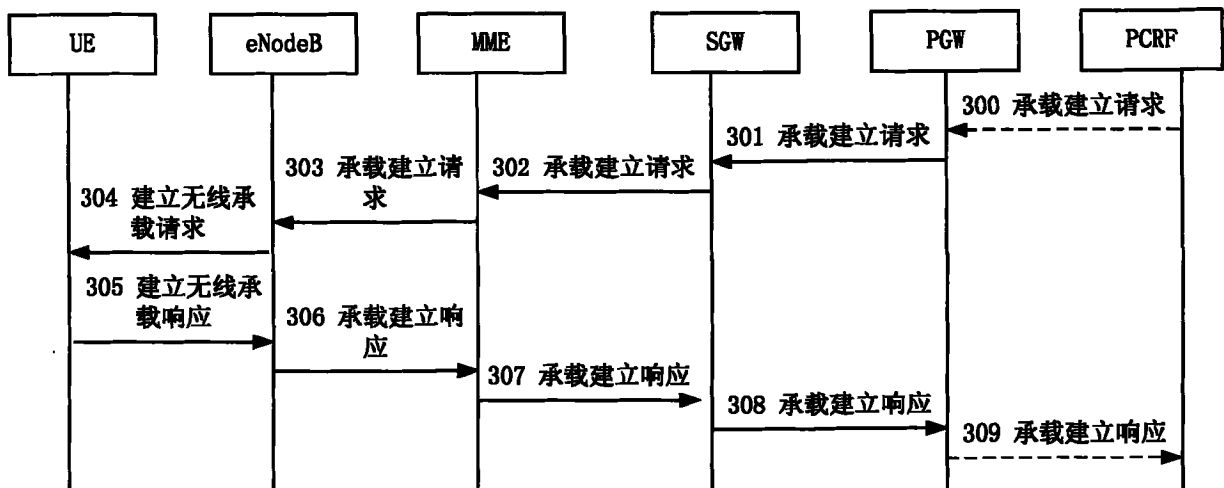 UE eNodeB MME SGW PGW PCRF
300 承载建立请求
301 承载建立请求
302 承载建立请求
303 承载建立请
求
304 建立无线承
载请求
305 建立无线承
载响应
306 承载建立响
应
307 承载建立响应
308 承载建立响应
309 承载建立响应